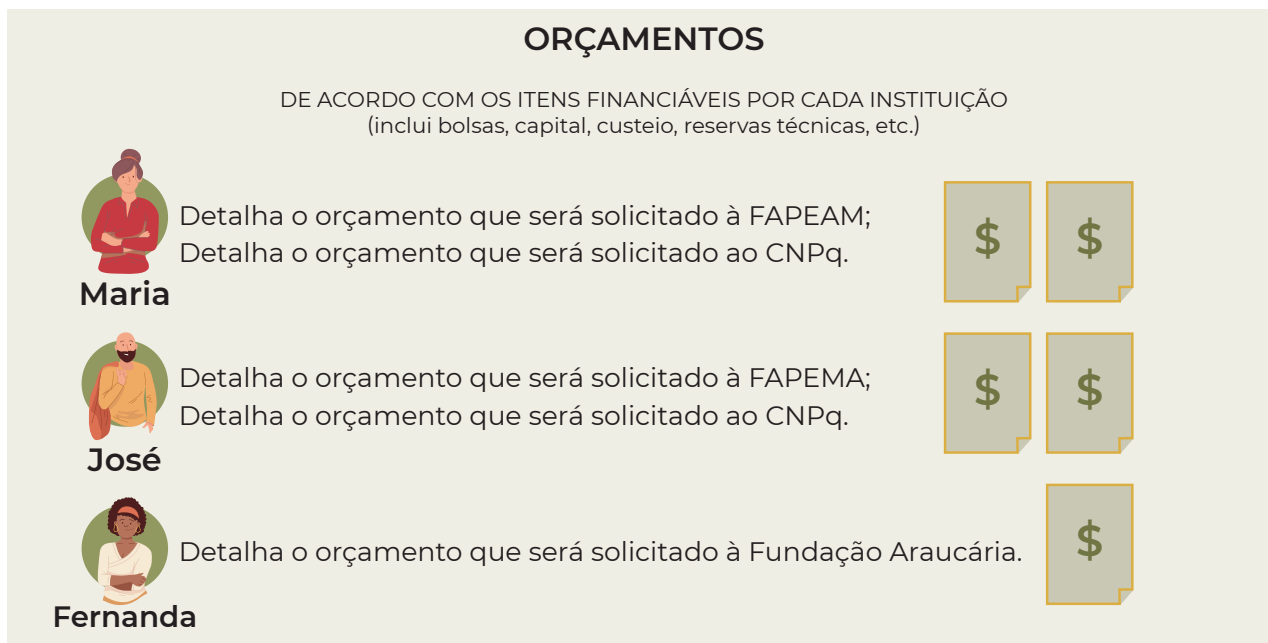 ORÇAMENTOS
DE ACORDO COM OS ITENS FINANCIÁVEIS POR CADA INSTITUIÇÃO
(inclui bolsas, capital, custeio, reservas técnicas, etc.)
Detalha o orçamento que será solicitado à FAPEAM;
Detalha o orçamento que será solicitado ao CNPq.
$ $
Maria
Detalha o orçamento que será solicitado à FAPEMA;
Detalha o orçamento que será solicitado ao CNPq.
$ $
José
Detalha o orçamento que será solicitado à Fundação Araucária.
$
Fernanda